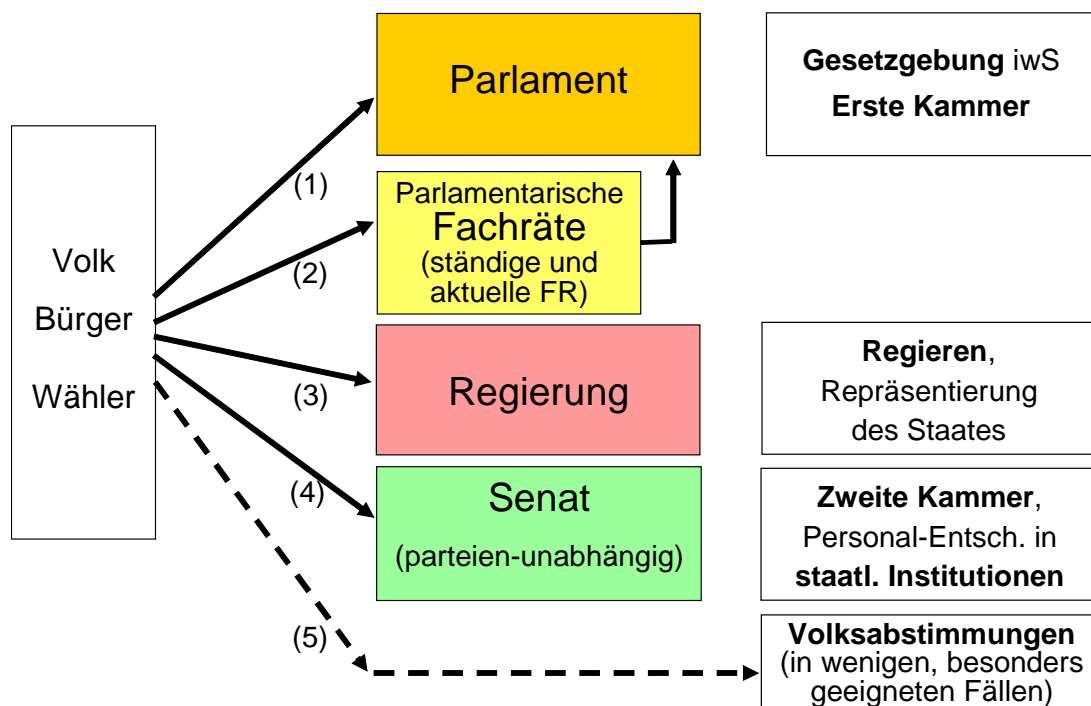 Volk
Bürger
Wähler
(1)
(2)
(3)
(4)
(5)
Parlament
Parlamentarische
Fachräte
(ständige und
aktuelle FR)
Regierung
Senat
(parteien-unabhängig)
Gesetzgebung iwS
Erste Kammer
Regieren,
Repräsentierung
des Staates
Zweite Kammer,
Personal-Entsch. in
staatl. Institutionen
Volksabstimmungen
(in wenigen, besonders
geeigneten Fällen)